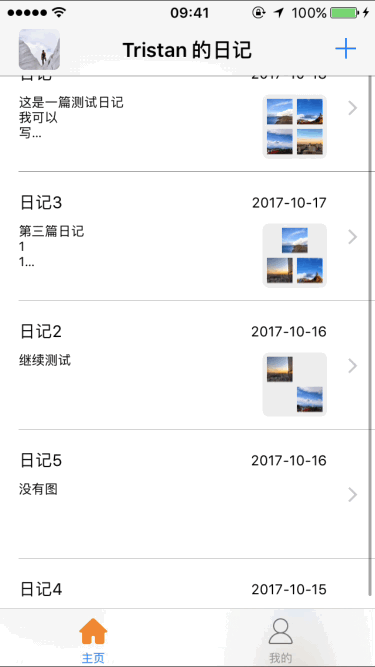 09:41
100%
Tristan 的日记
日记
2017-10-18
这是一篇测试日记
我可以
写...
日记3
2017-10-17
第三篇日记
1
1...
日记2
2017-10-16
继续测试
日记5
2017-10-16
没有图
日记4
2017-10-15
主页
我的